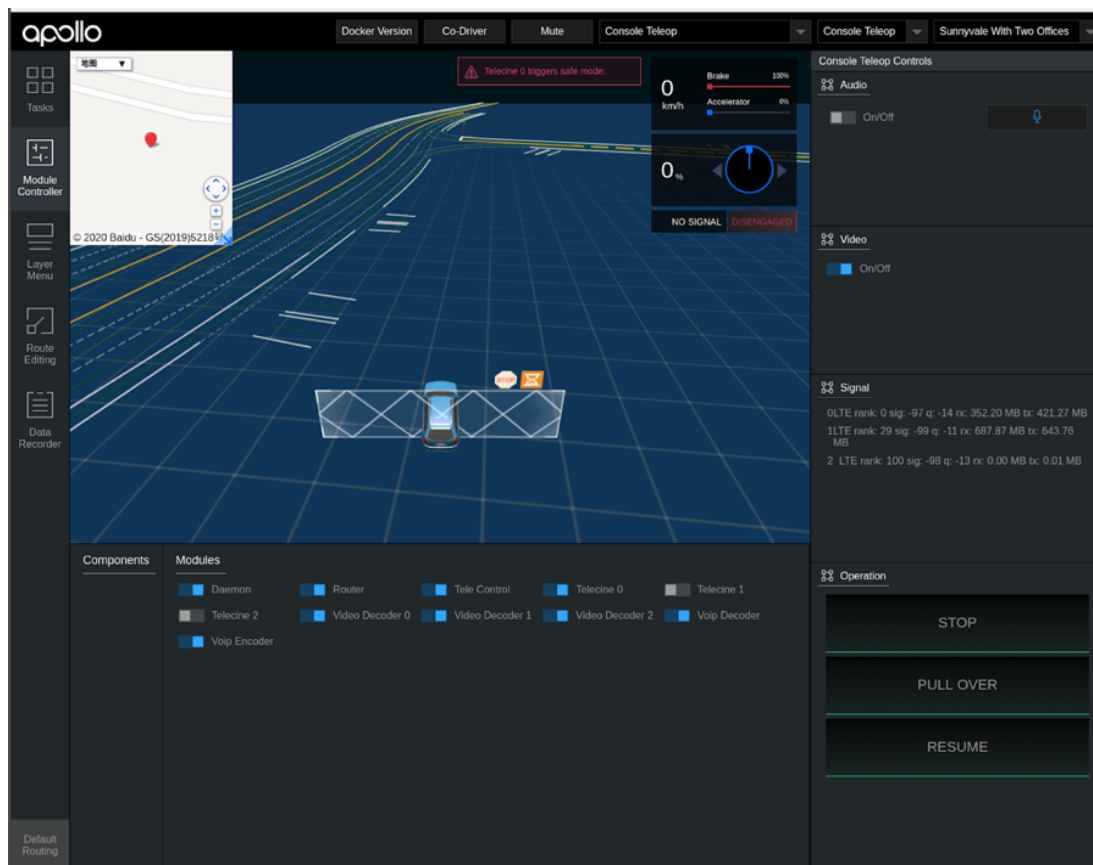 apollo
Docker Version
Co-Driver
Mute
Console Teleop
Console Teleop
Sunnyvale With Two Offices
Tasks
Module
Controller
Layer
Menu
Route
Editing
Data
Recorder
Default
Routing
地图
© 2020 Baidu - GS(2019)5218
Telecine 0 triggers safe mode:
0
km/h
Brake
100%
Accelerator
0%
0%
NO SIGNAL
DISENGAGED
STOP
Console Teleop Controls
Audio
On/Off
Video
On/Off
Signal
0LTE rank: 0 sig: -97 q: -14 rx: 352.20 MB tx: 421.27 MB
1LTE rank: 29 sig: -99 q: -11 rx: 687.87 MB tx: 643.76
MB
2 LTE rank: 100 sig: -98 q: -13 rx: 0.00 MB tx: 0.01 MB
Operation
STOP
PULL OVER
RESUME
Components
Modules
Daemon
Router
Tele Control
Telecine 0
Telecine 1
Telecine 2
Video Decoder 0
Video Decoder 1
Video Decoder 2
Voip Decoder
Voip Encoder